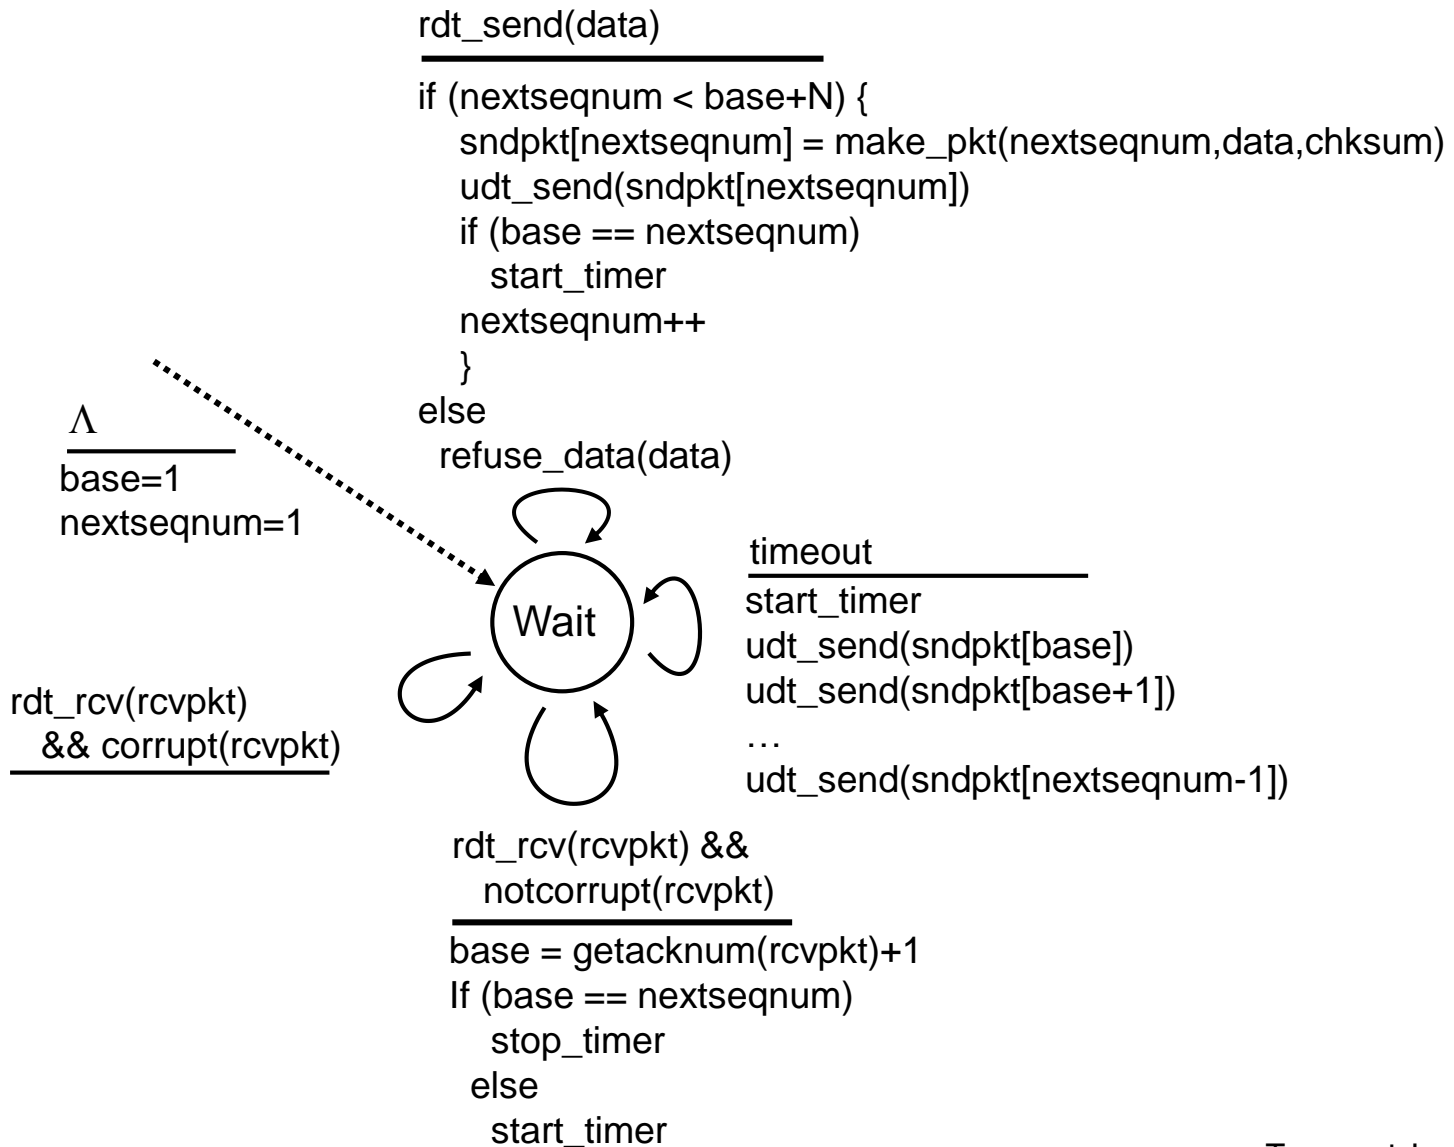 rdt_send(data)
if (nextseqnum < base+N) {
sndpkt[nextseqnum] = make_pkt(nextseqnum,data,chksum)
udt_send(sndpkt[nextseqnum])
if (base == nextseqnum)
start_timer
nextseqnum++
}
else
refuse_data(data)
Λ
base=1
nextseqnum=1
Wait
timeout
start_timer
udt_send(sndpkt[base])
udt_send(sndpkt[base+1])
…
udt_send(sndpkt[nextseqnum-1])
rdt_rcv(rcvpkt)
&& corrupt(rcvpkt)
rdt_rcv(rcvpkt) &&
notcorrupt(rcvpkt)
base = getacknum(rcvpkt)+1
If (base == nextseqnum)
stop_timer
else
start_timer